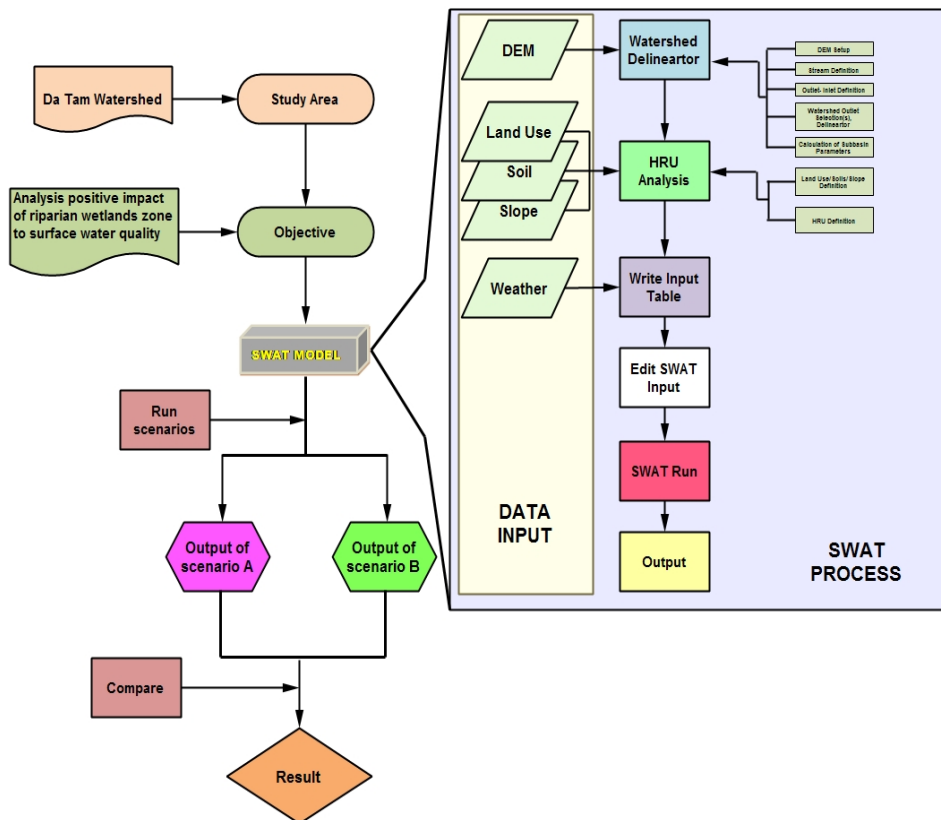 Da Tam Watershed
Study Area
Analysis positive impact
of riparian wetlands zone
to surface water quality
Objective
SWAT MODEL
Run
scenarios
Output of
scenario A
Output of
scenario B
Compare
Result
DEM
Land Use
Soil
Slope
Weather
DATA
INPUT
Watershed
Delineartor
HRU
Analysis
Write Input
Table
Edit SWAT
Input
SWAT Run
Output
DEM Setup
Stream Definition
Outlet- Inlet Definition
Watershed Outlet
Selection(s),
Delineartor
Calculation of Subbasin
Parameters
Land Use/Soils/Slope
Definition
HRU Definition
SWAT
PROCESS